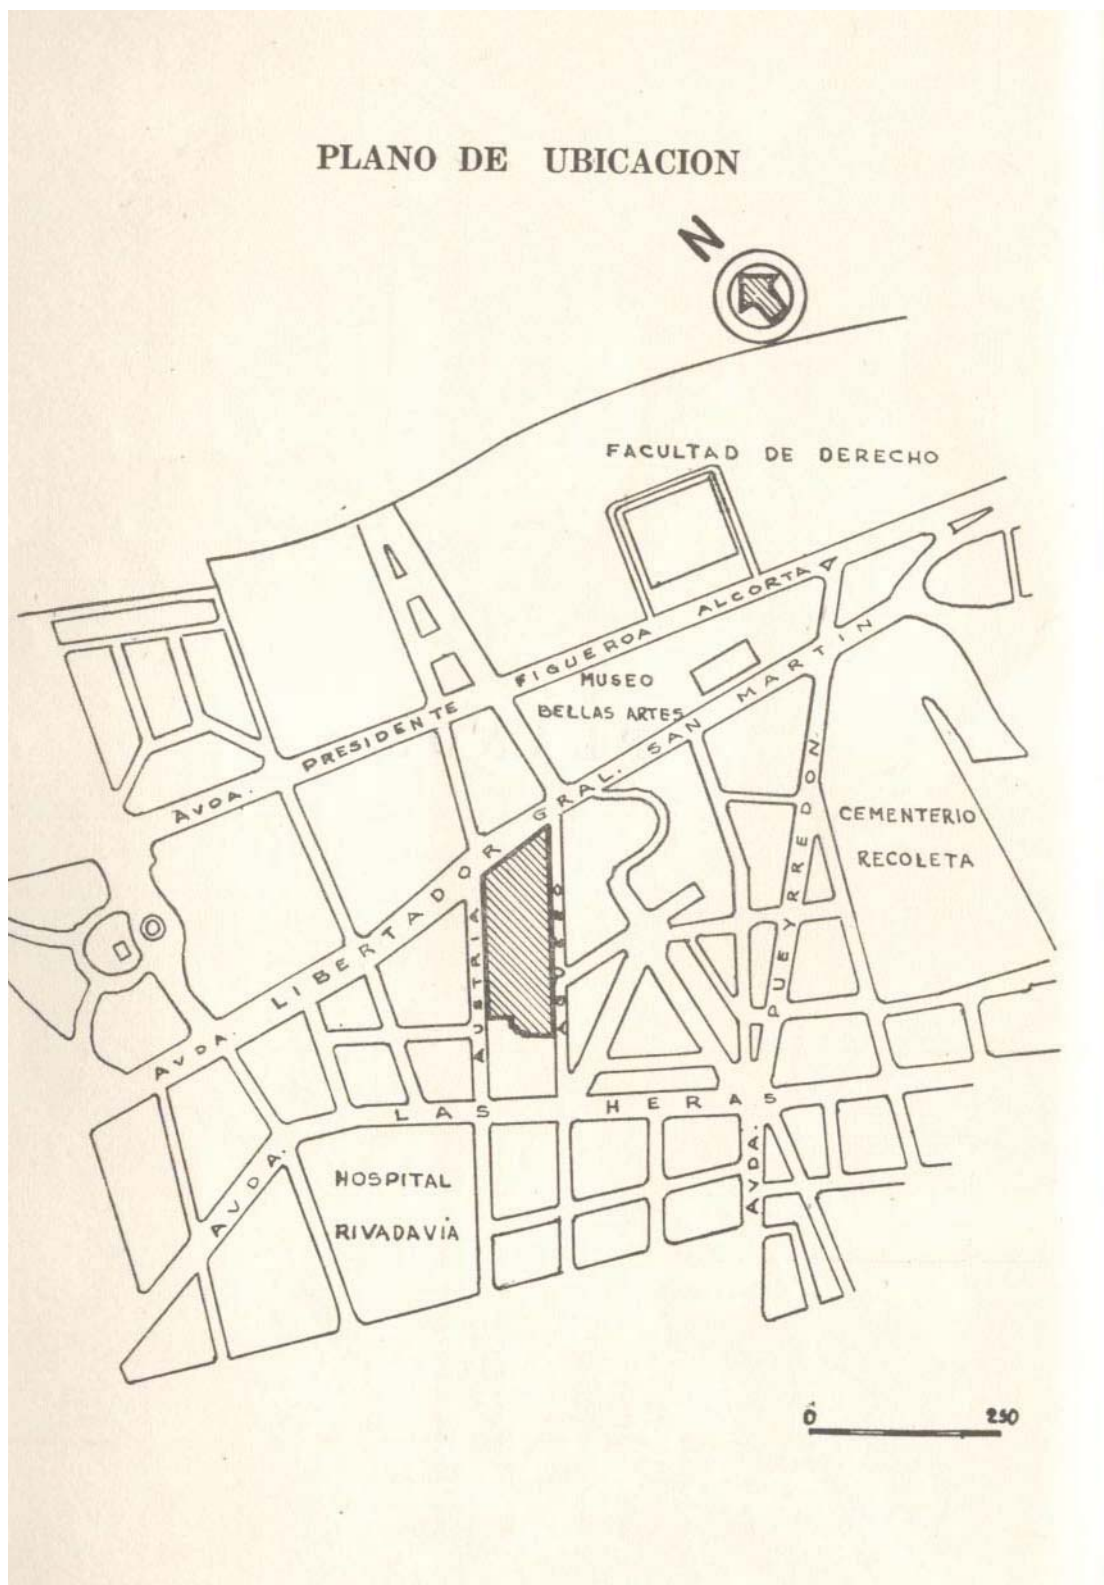 PLANO DE UBICACION
N
FACULTAD DE DERECHO
AVDA. PRESIDENTE FIGUEROA ALCORTA
MUSEO
BELLAS ARTES
AVDA. LIBERTADOR GRAL. SAN MARTIN
CEMENTERIO
RECOLETA
AUSTRIA
AGUERO
AVDA. PUEYRREDON
AVDA. LAS HERAS
HOSPITAL
RIVADAVIA
0 250